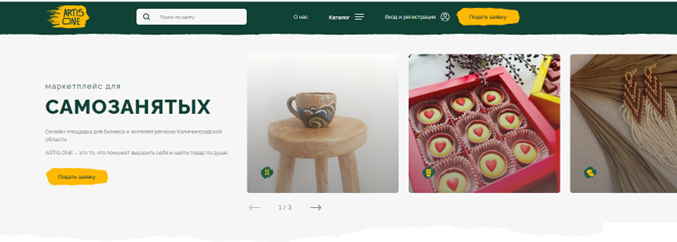 ARTIS
ONE
Поиск по сайту
О нас
Каталог
Вход и регистрация
Подать заявку
маркетплейс для
САМОЗАНЯТЫХ
Онлайн-площадка для бизнеса и жителей региона Калининградской
области
ARTIS ONE – это то, что поможет выразить себя и найти товар по душе
Подать заявку
1 / 3